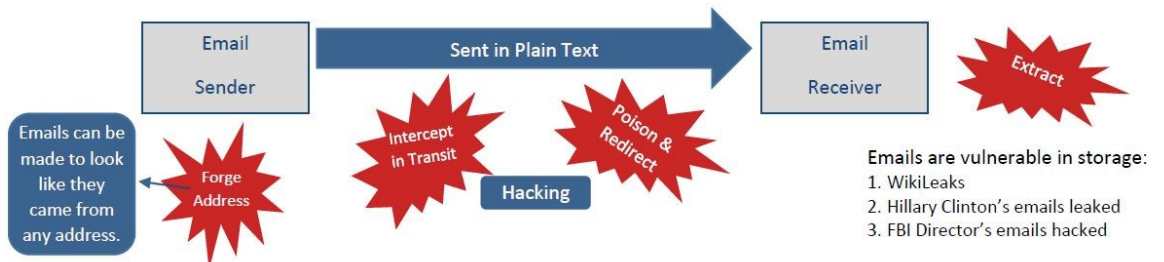 Email
Sender
Sent in Plain Text
Email
Receiver
Extract
Emails can be
made to look
like they
came from
any address.
Forge
Address
Intercept
in Transit
Poison &
Redirect
Hacking
Emails are vulnerable in storage:
1. WikiLeaks
2. Hillary Clinton's emails leaked
3. FBI Director's emails hacked